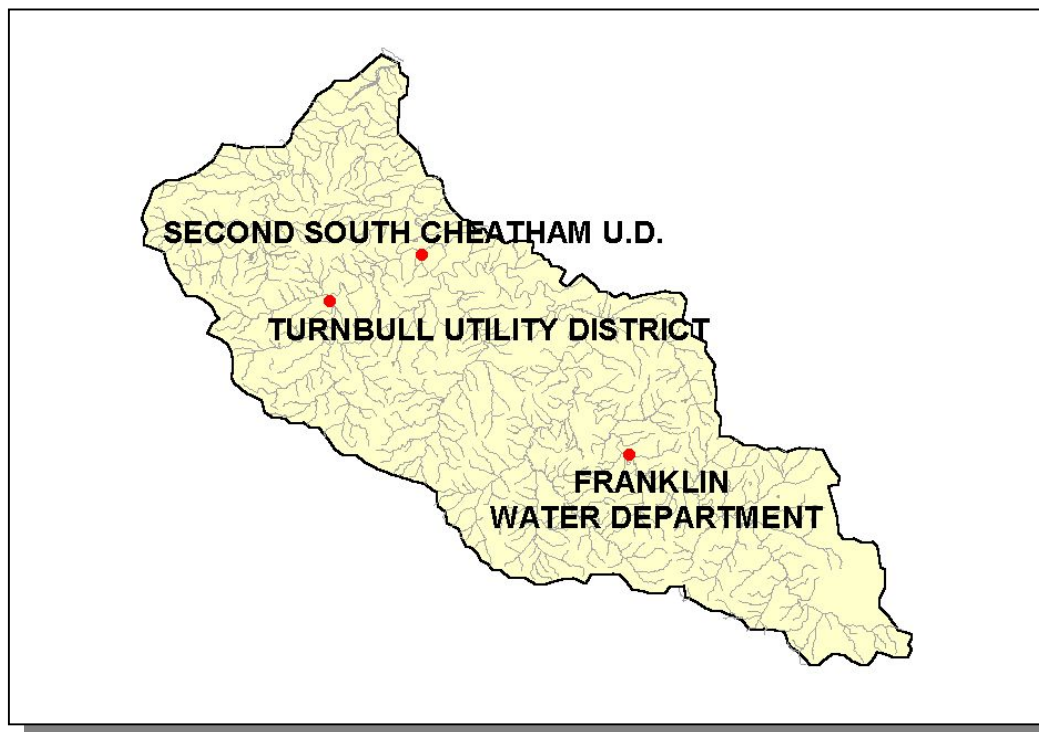 SECOND SOUTH CHEATHAM U.D.
TURNBULL UTILITY DISTRICT
FRANKLIN
WATER DEPARTMENT